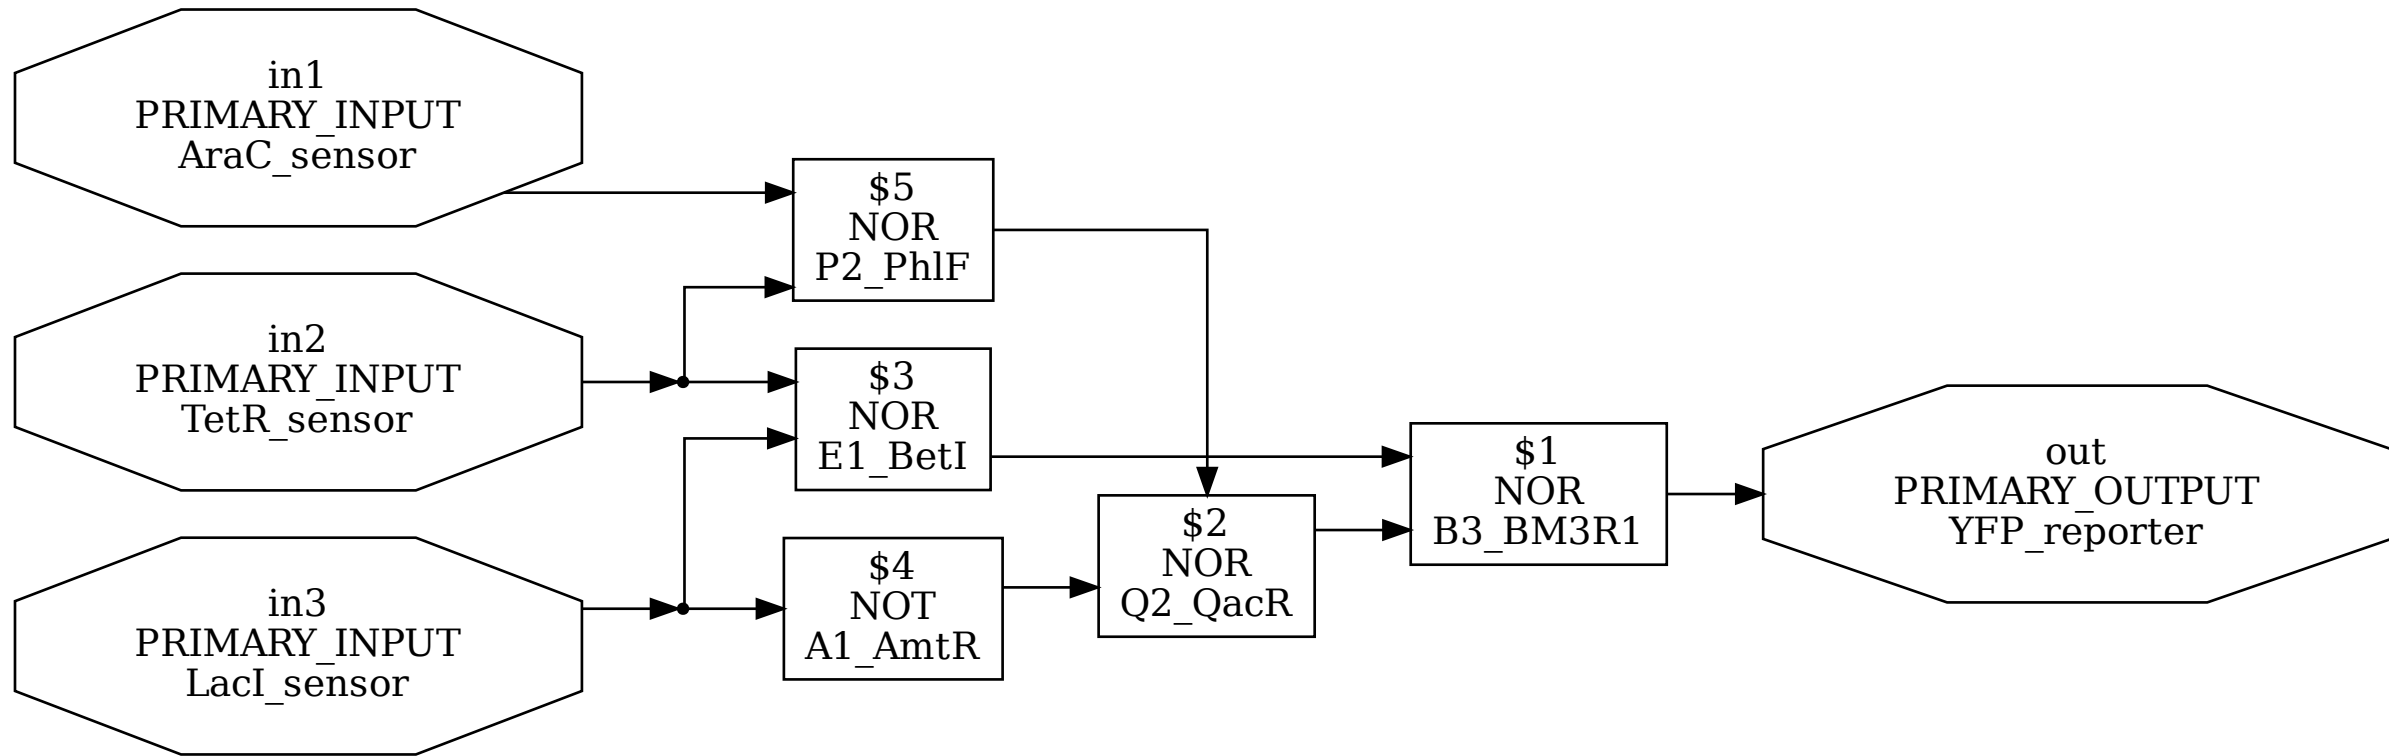 in1
PRIMARY_INPUT
AraC_sensor
in2
PRIMARY_INPUT
TetR_sensor
in3
PRIMARY_INPUT
LacI_sensor
$5
NOR
P2_PhlF
$3
NOR
E1_BetI
$4
NOT
A1_AmtR
$2
NOR
Q2_QacR
$1
NOR
B3_BM3R1
out
PRIMARY_OUTPUT
YFP_reporter